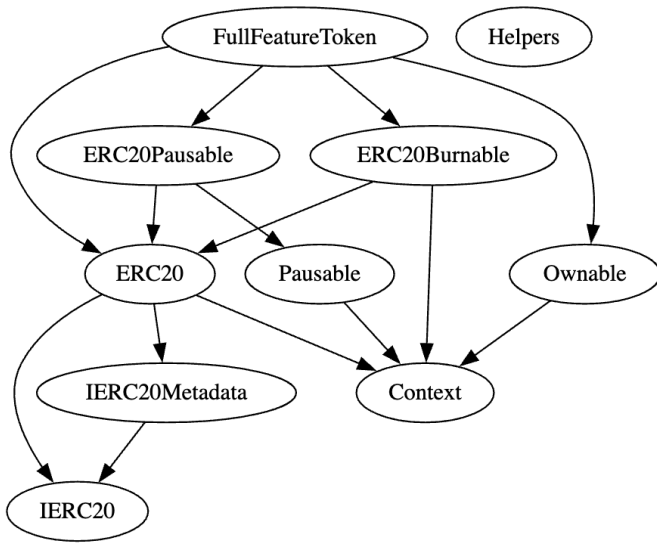 FullFeatureToken
Helpers
ERC20Pausable
ERC20Burnable
ERC20
Pausable
Ownable
IERC20Metadata
Context
IERC20